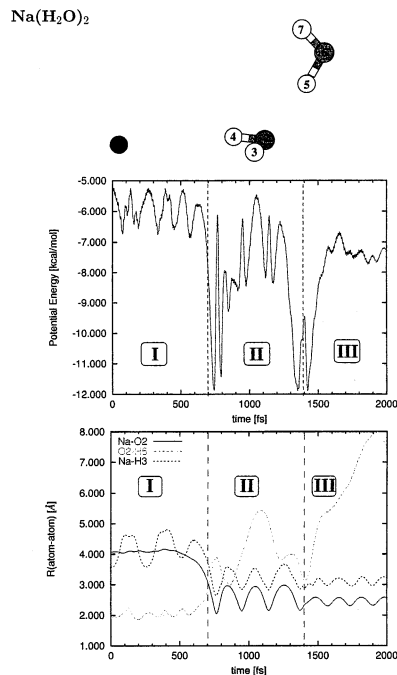 Na(H₂O)₂
7
5
4
3
-5.000
-6.000
-7.000
-8.000
-9.000
-10.000
-11.000
-12.000
Potential Energy [kcal/mol]
I
II
III
0
500
1000
1500
2000
time [fs]
8.000
7.000
6.000
5.000
4.000
3.000
2.000
1.000
R(atom-atom) [Å]
Na-O2
O2-H5
Na-H3
I
II
III
0
500
1000
1500
2000
time [fs]